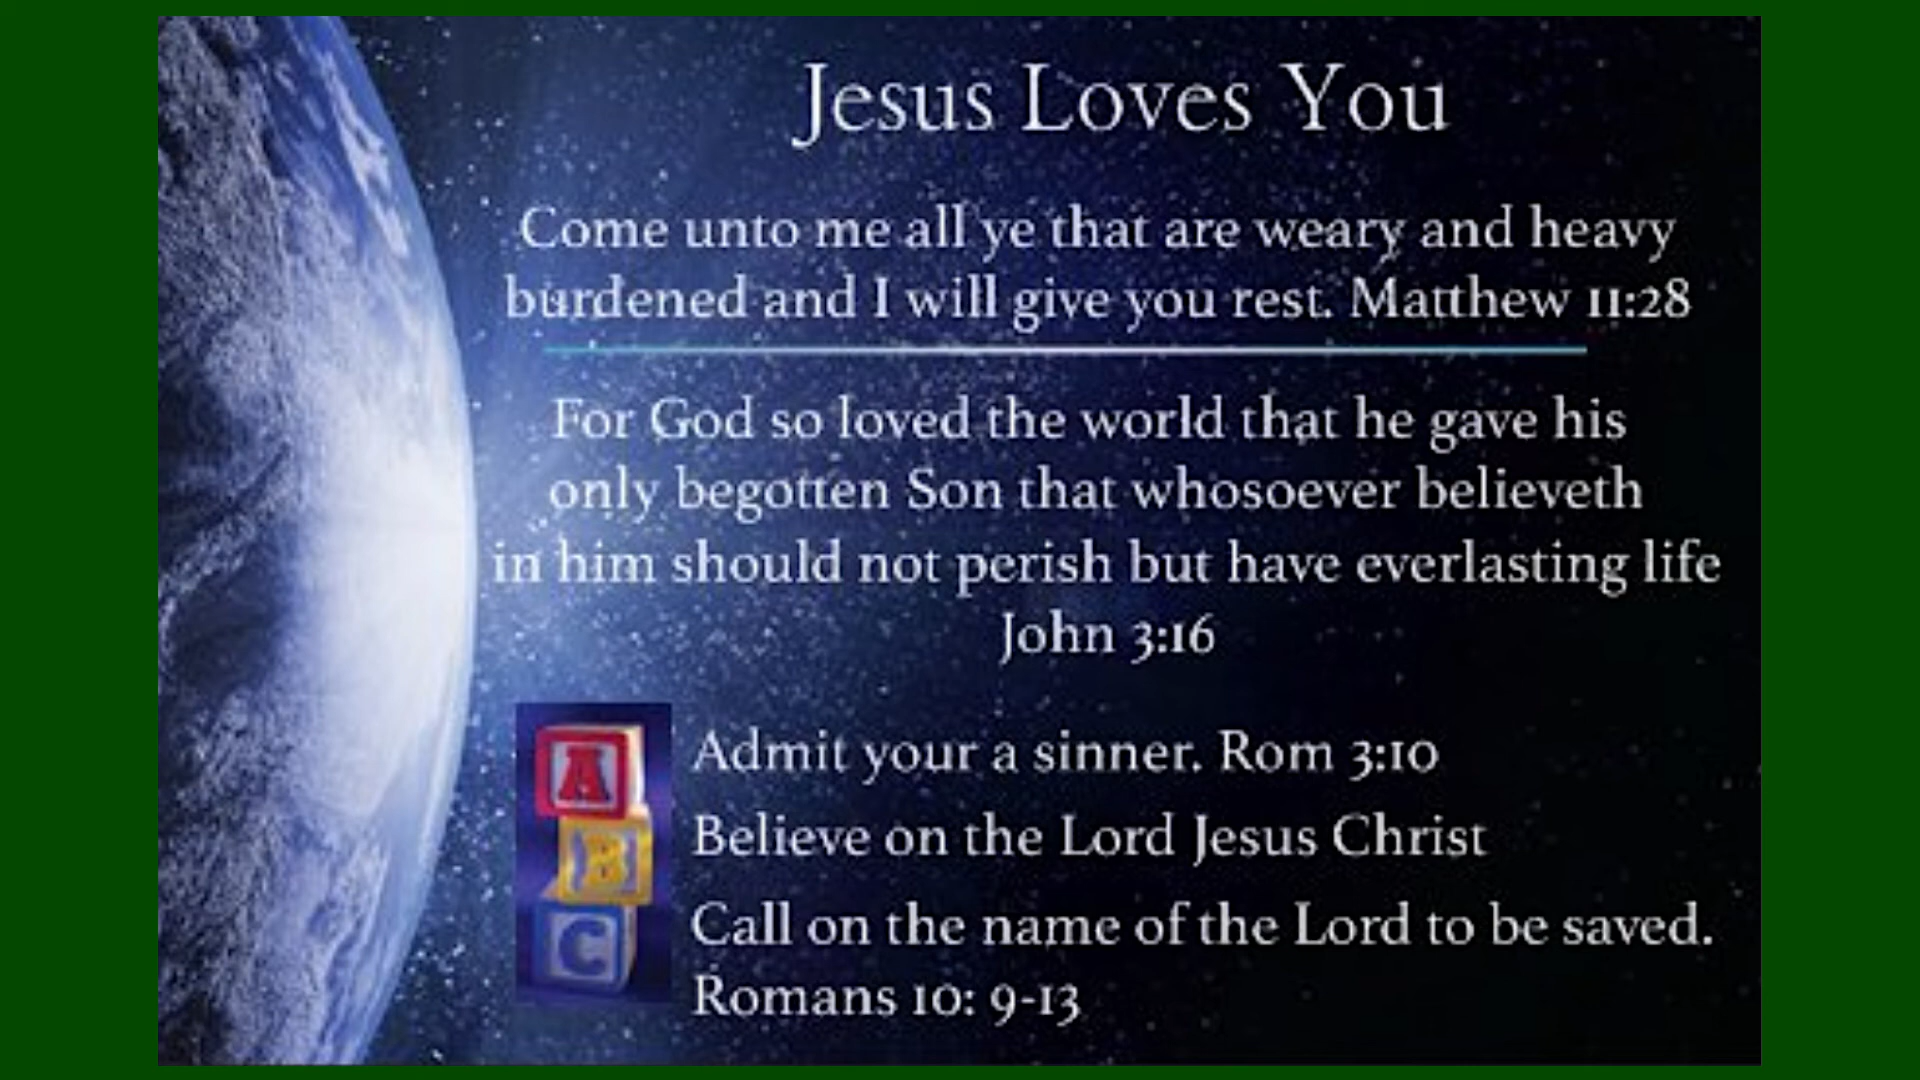 Jesus Loves You
Come unto me all ye that are weary and heavy
burdened and I will give you rest. Matthew 11:28
For God so loved the world that he gave his
only begotten Son that whosoever believeth
in him should not perish but have everlasting life
John 3:16
A
Admit your a sinner. Rom 3:10
B
Believe on the Lord Jesus Christ
C
Call on the name of the Lord to be saved.
Romans 10: 9-13